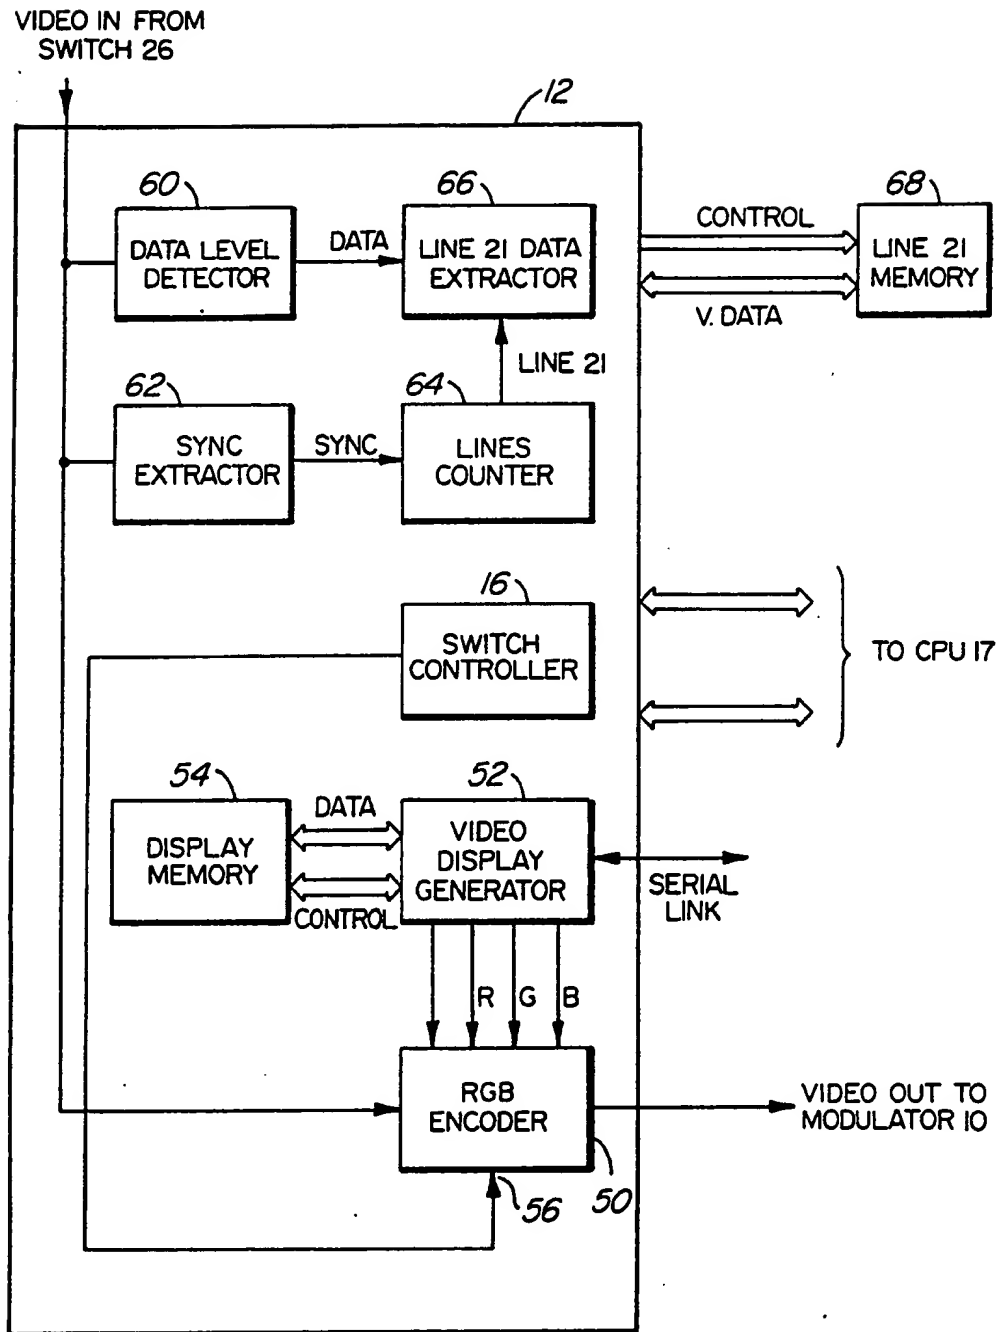 VIDEO IN FROM
SWITCH 26
12
60
DATA LEVEL
DETECTOR
DATA
66
LINE 21 DATA
EXTRACTOR
CONTROL
V. DATA
68
LINE 21
MEMORY
LINE 21
62
SYNC
EXTRACTOR
SYNC
64
LINES
COUNTER
16
SWITCH
CONTROLLER
TO CPU 17
54
DISPLAY
MEMORY
DATA
CONTROL
52
VIDEO
DISPLAY
GENERATOR
SERIAL
LINK
R G B
RGB
ENCODER
50
56
VIDEO OUT TO
MODULATOR 10